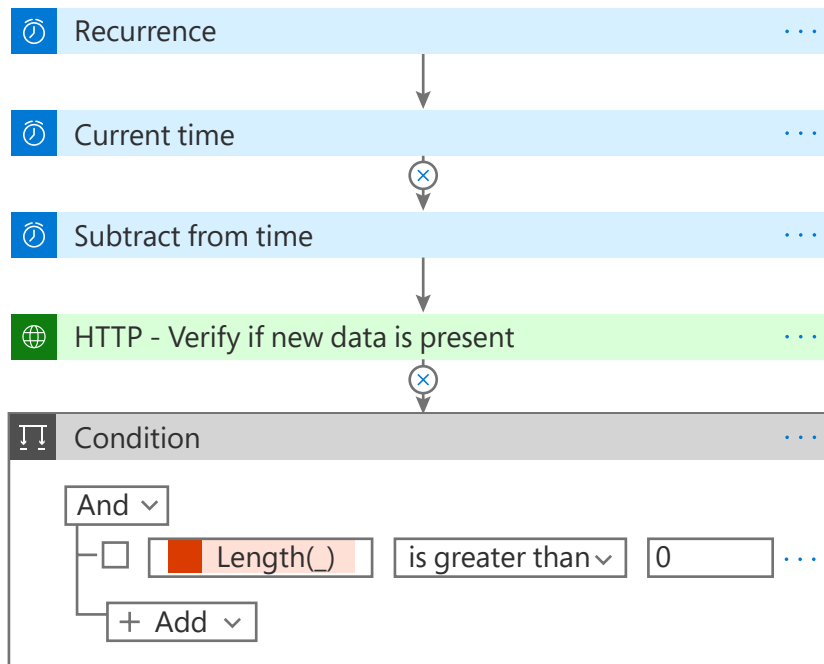 Recurrence
Current time
Subtract from time
HTTP - Verify if new data is present
Condition
And
Length(_) is greater than 0
+ Add